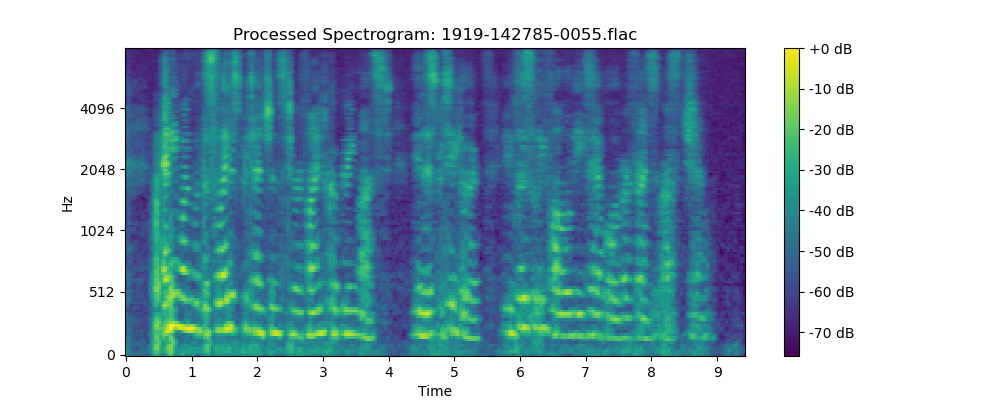 Processed Spectrogram: 1919-142785-0055.flac
+0 dB
-10 dB
-20 dB
-30 dB
-40 dB
-50 dB
-60 dB
-70 dB
4096
2048
1024
512
0
Hz
0 1 2 3 4 5 6 7 8 9
Time